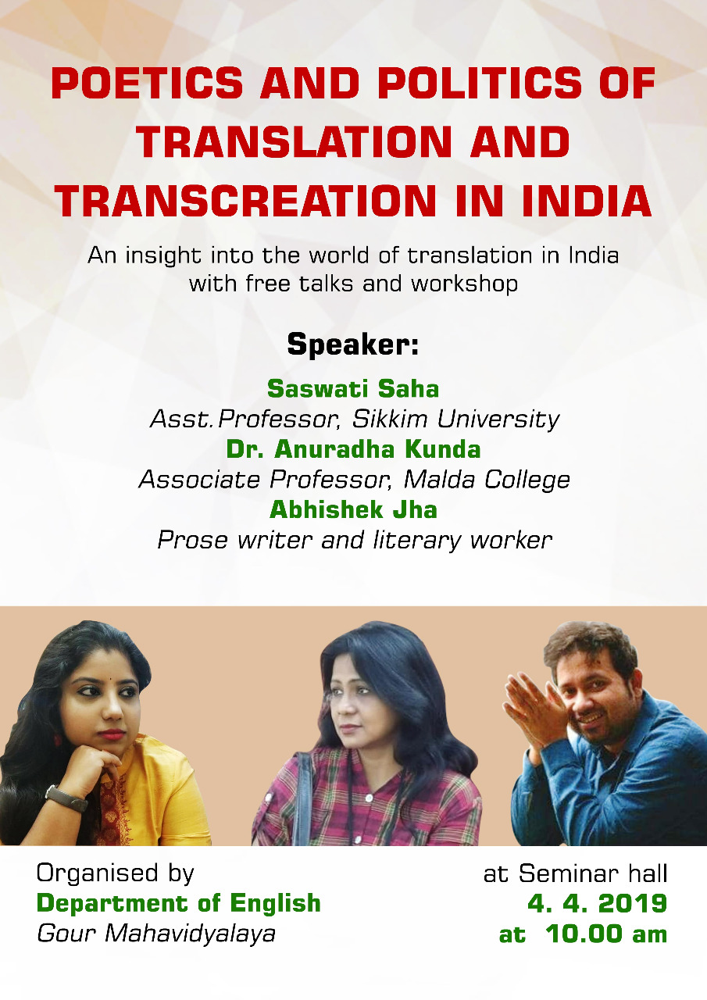 POETICS AND POLITICS OF
TRANSLATION AND
TRANSCREATION IN INDIA
An insight into the world of translation in India
with free talks and workshop
Speaker:
Saswati Saha
Asst. Professor, Sikkim University
Dr. Anuradha Kunda
Associate Professor, Malda College
Abhishek Jha
Prose writer and literary worker
Organised by
Department of English
Gour Mahavidyalaya
at Seminar hall
4. 4. 2019
at 10.00 am